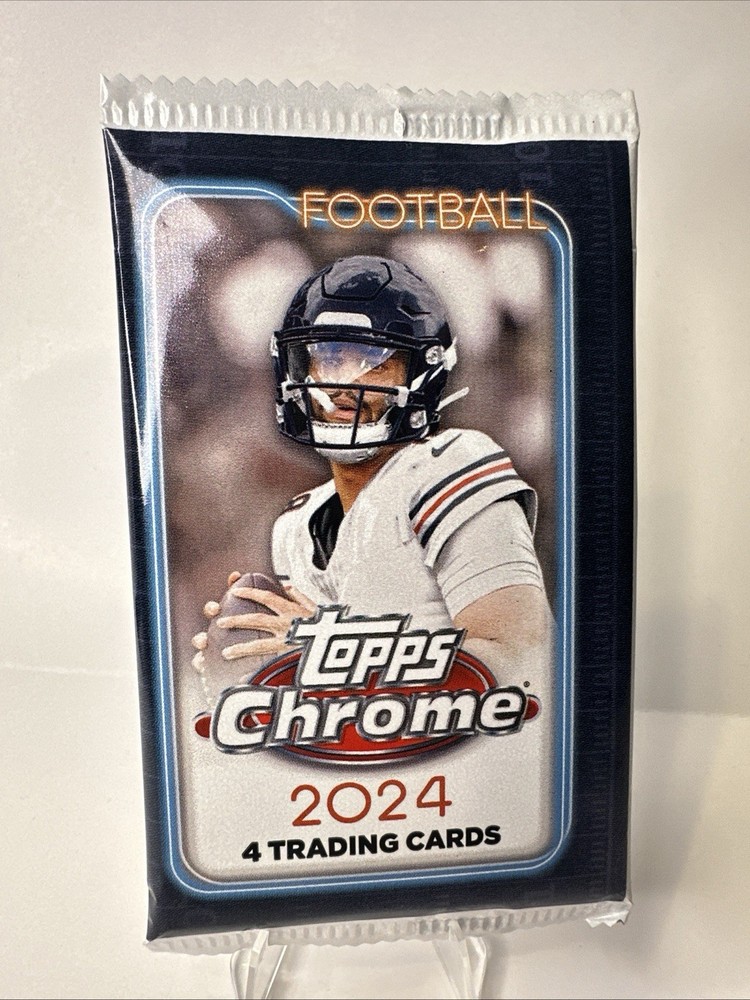 FOOTBALL
topps
Chrome
2024
4 TRADING CARDS